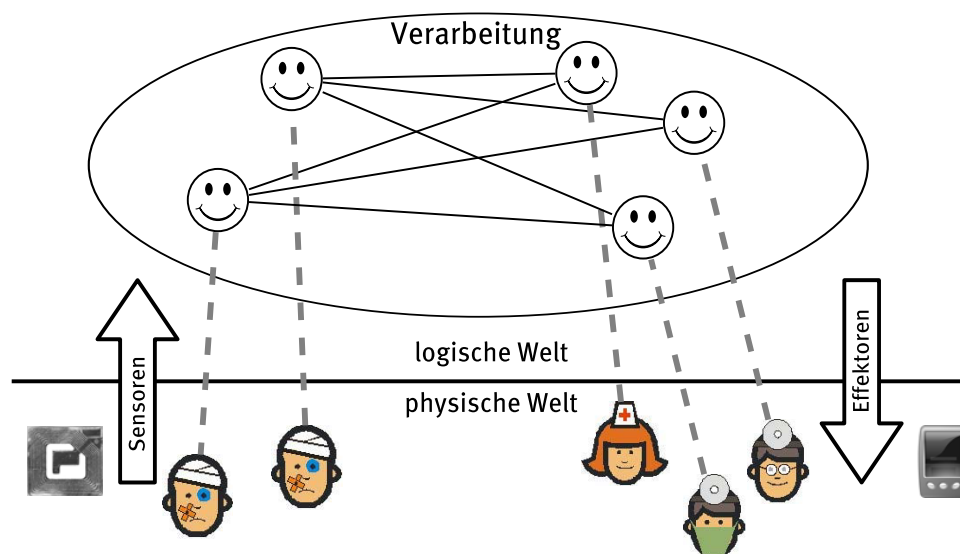 Verarbeitung
logische Welt
physische Welt
Sensoren
Effektoren